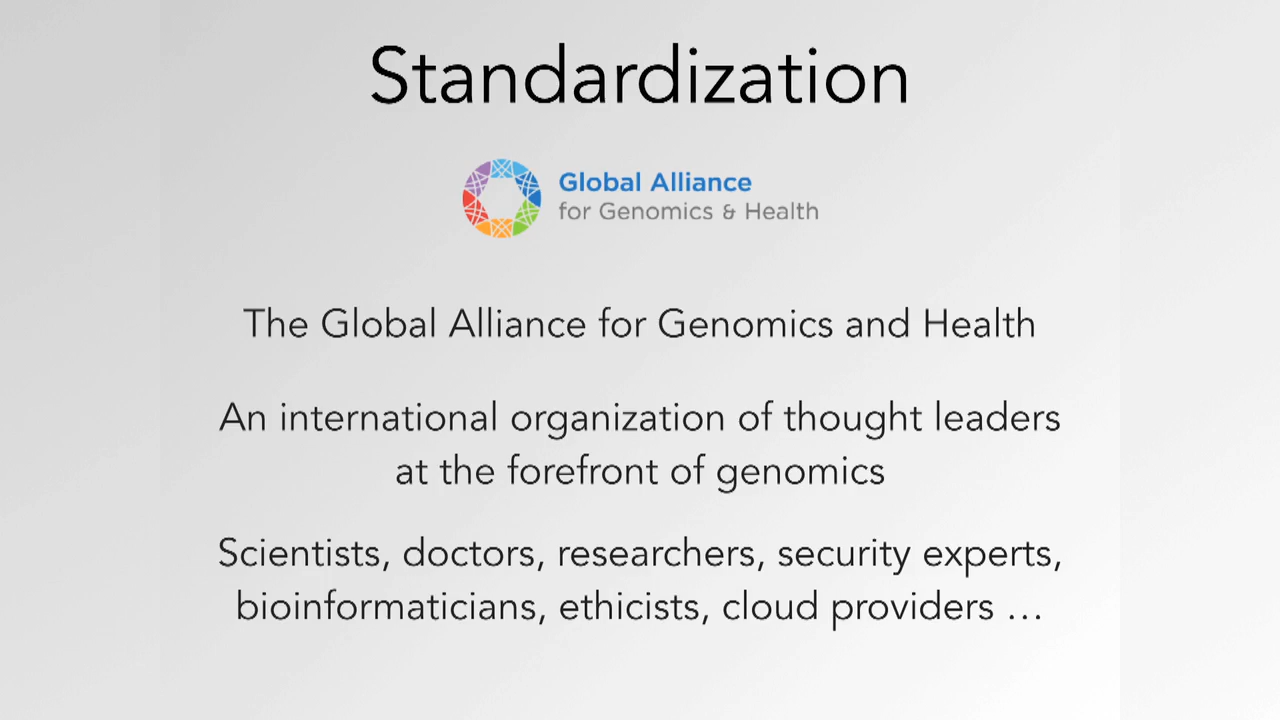 Standardization
Global Alliance
for Genomics & Health
The Global Alliance for Genomics and Health
An international organization of thought leaders
at the forefront of genomics
Scientists, doctors, researchers, security experts,
bioinformaticians, ethicists, cloud providers …